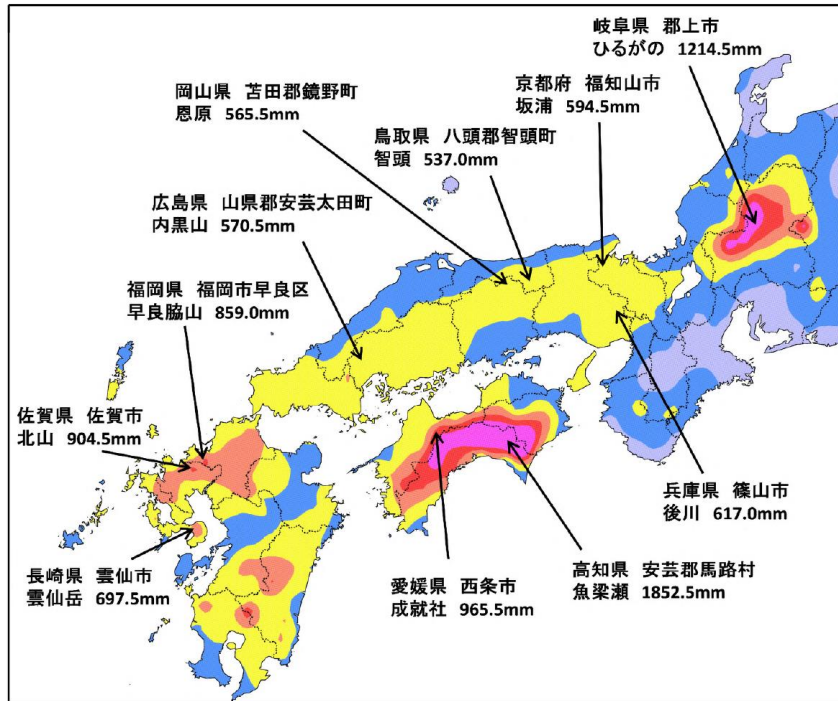 岐阜県 郡上市
ひるがの 1214.5mm
岡山県 苫田郡鏡野町
恩原 565.5mm
京都府 福知山市
坂浦 594.5mm
鳥取県 八頭郡智頭町
智頭 537.0mm
広島県 山県郡安芸太田町
内黒山 570.5mm
福岡県 福岡市早良区
早良脇山 859.0mm
佐賀県 佐賀市
北山 904.5mm
長崎県 雲仙市
雲仙岳 697.5mm
愛媛県 西条市
成就社 965.5mm
高知県 安芸郡馬路村
魚梁瀬 1852.5mm
兵庫県 篠山市
後川 617.0mm